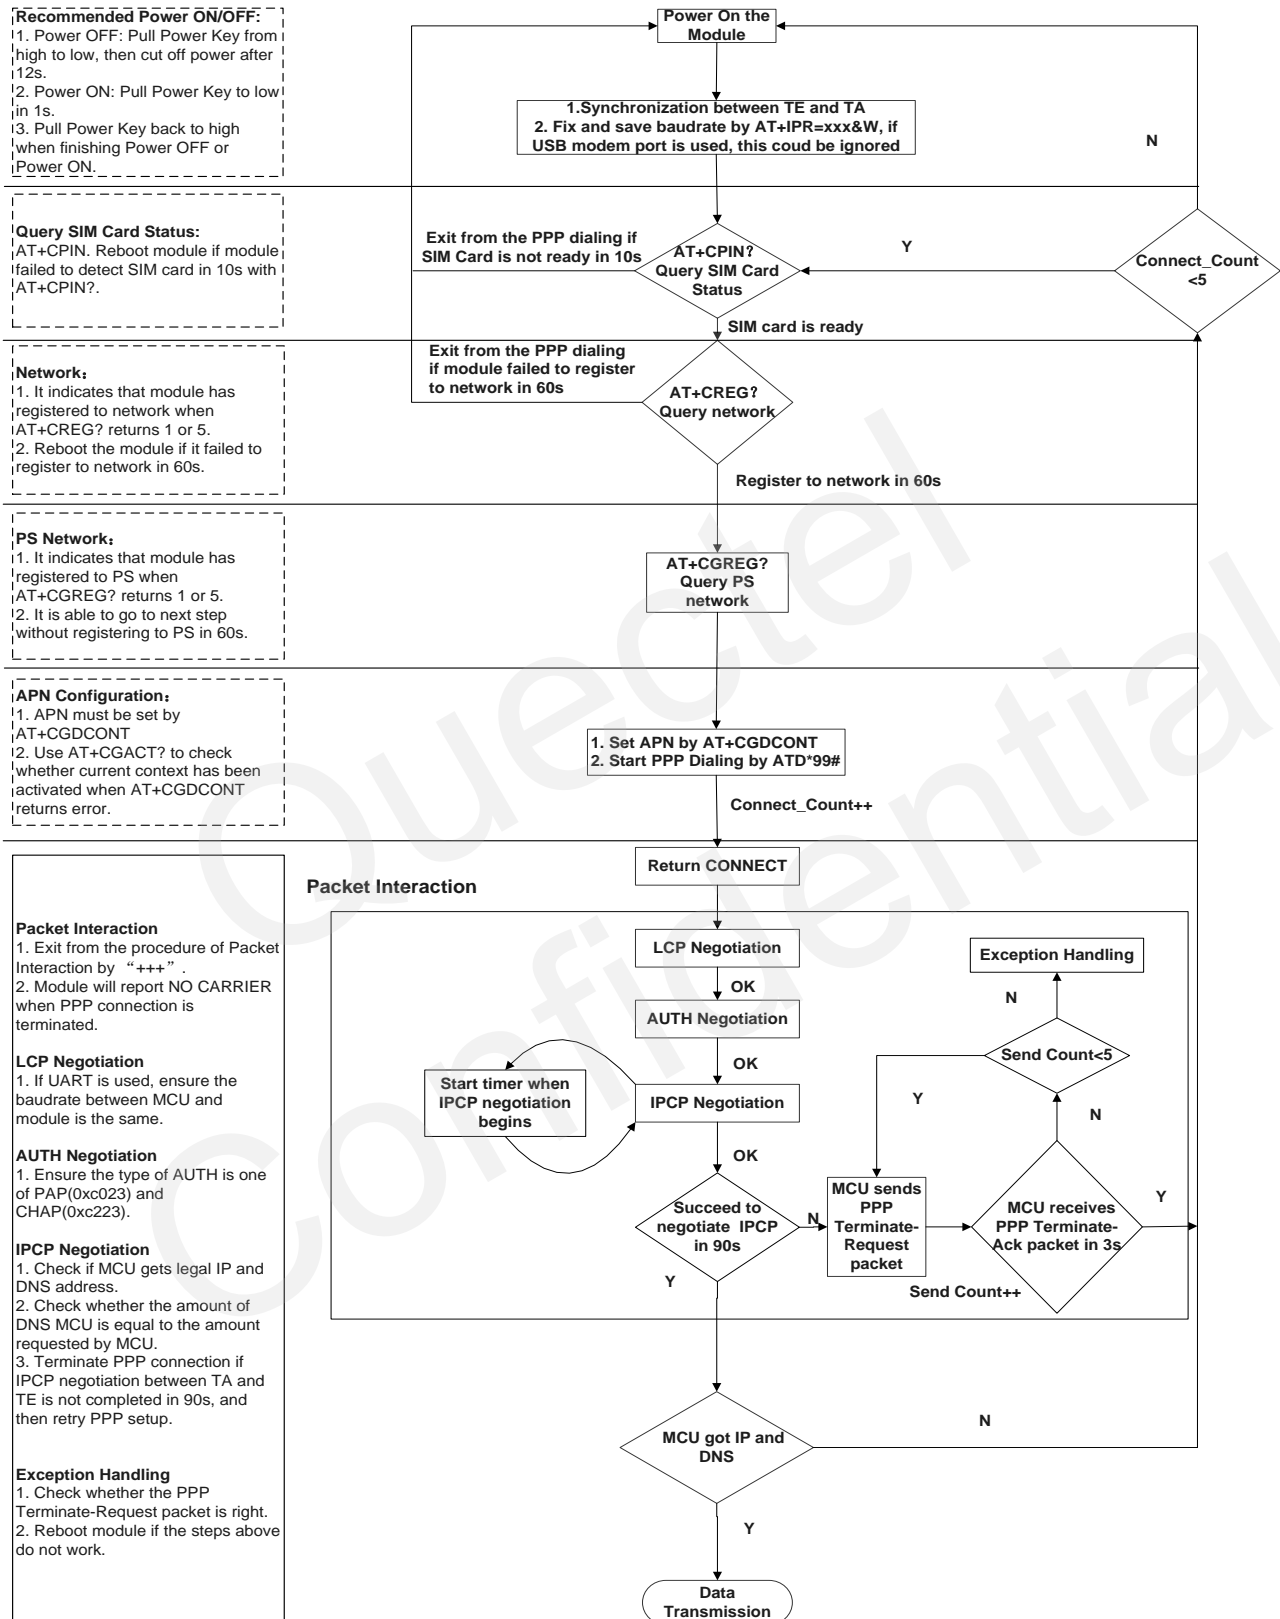 Recommended Power ON/OFF:
1. Power OFF: Pull Power Key from
high to low, then cut off power after
12s.
2. Power ON: Pull Power Key to low
in 1s.
3. Pull Power Key back to high
when finishing Power OFF or
Power ON.
Power On the
Module
1.Synchronization between TE and TA
2. Fix and save baudrate by AT+IPR=xxx&W, if
USB modem port is used, this coud be ignored
N
Query SIM Card Status:
AT+CPIN. Reboot module if module
failed to detect SIM card in 10s with
AT+CPIN?.
Exit from the PPP dialing if
SIM Card is not ready in 10s
AT+CPIN?
Query SIM Card
Status
Y
Connect_Count
<5
SIM card is ready
Network:
1. It indicates that module has
registered to network when
AT+CREG? returns 1 or 5.
2. Reboot the module if it failed to
register to network in 60s.
Exit from the PPP dialing
if module failed to register
to network in 60s
AT+CREG?
Query network
Register to network in 60s
PS Network:
1. It indicates that module has
registered to PS when
AT+CGREG? returns 1 or 5.
2. It is able to go to next step
without registering to PS in 60s.
AT+CGREG?
Query PS
network
APN Configuration:
1. APN must be set by
AT+CGDCONT
2. Use AT+CGACT? to check
whether current context has been
activated when AT+CGDCONT
returns error.
1. Set APN by AT+CGDCONT
2. Start PPP Dialing by ATD*99#
Connect_Count++
Return CONNECT
Packet Interaction
Packet Interaction
1. Exit from the procedure of Packet
Interaction by “+++”.
2. Module will report NO CARRIER
when PPP connection is
terminated.
LCP Negotiation
1. If UART is used, ensure the
baudrate between MCU and
module is the same.
AUTH Negotiation
1. Ensure the type of AUTH is one
of PAP(0xc023) and
CHAP(0xc223).
IPCP Negotiation
1. Check if MCU gets legal IP and
DNS address.
2. Check whether the amount of
DNS MCU is equal to the amount
requested by MCU.
3. Terminate PPP connection if
IPCP negotiation between TA and
TE is not completed in 90s, and
then retry PPP setup.
Exception Handling
1. Check whether the PPP
Terminate-Request packet is right.
2. Reboot module if the steps above
do not work.
LCP Negotiation
OK
AUTH Negotiation
OK
Start timer when
IPCP negotiation
begins
IPCP Negotiation
OK
Succeed to
negotiate IPCP
in 90s
N
Y
MCU sends
PPP
Terminate-
Request
packet
Send Count++
MCU receives
PPP Terminate-
Ack packet in 3s
Y
N
Send Count<5
Y
N
Exception Handling
MCU got IP and
DNS
N
Y
Data
Transmission
Quectel
Confidential